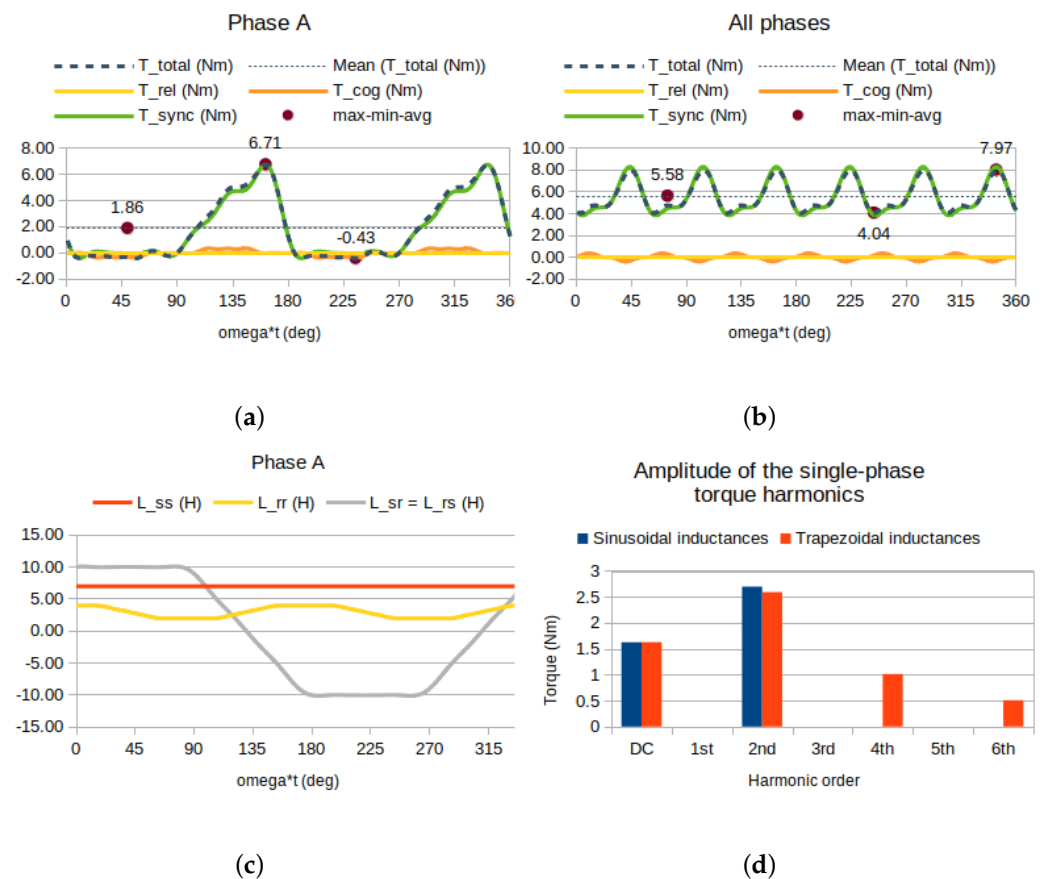 Phase A
T_total (Nm) Mean (T_total (Nm))
T_rel (Nm) T_cog (Nm)
T_sync (Nm) max-min-avg
8.00
6.00
4.00
2.00
0.00
-2.00
6.71
1.86
-0.43
0 45 90 135 180 225 270 315 36
omega*t (deg)
(a)
All phases
T_total (Nm) Mean (T_total (Nm))
T_rel (Nm) T_cog (Nm)
T_sync (Nm) max-min-avg
10.00
8.00
6.00
4.00
2.00
0.00
-2.00
7.97
5.58
4.04
0 45 90 135 180 225 270 315 360
omega*t (deg)
(b)
Phase A
L_ss (H) L_rr (H) L_sr = L_rs (H)
15.00
10.00
5.00
0.00
-5.00
-10.00
-15.00
0 45 90 135 180 225 270 315
omega*t (deg)
(c)
Amplitude of the single-phase
torque harmonics
Sinusoidal inductances Trapezoidal inductances
Torque (Nm)
3
2.5
2
1.5
1
0.5
0
DC 1st 2nd 3rd 4th 5th 6th
Harmonic order
(d)